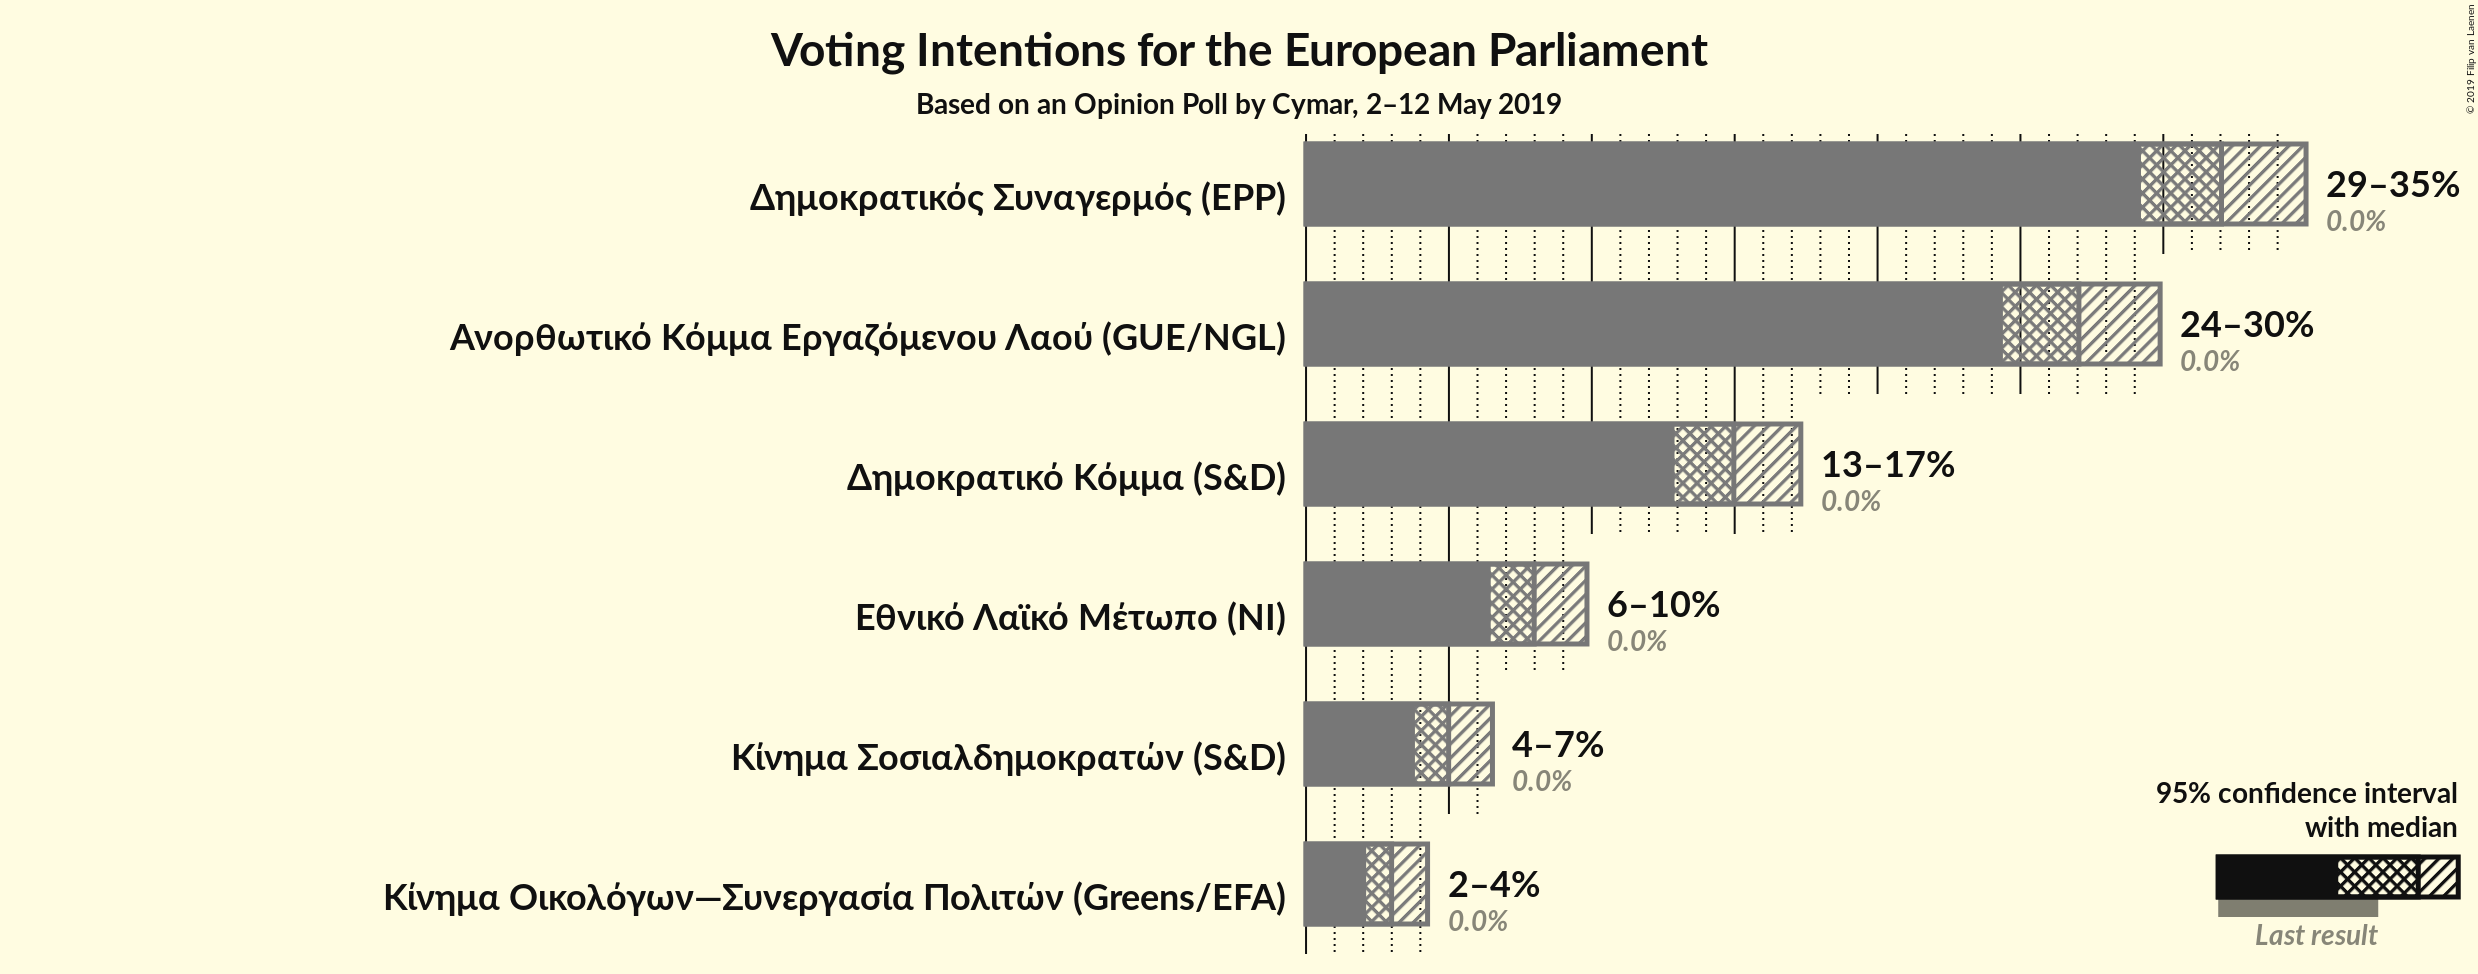 Voting Intentions for the European Parliament
Based on an Opinion Poll by Cymar, 2–12 May 2019
© 2019 Filip van Laenen
Δημοκρατικός Συναγερμός (EPP)
29–35%
0.0%
Ανορθωτικό Κόμμα Εργαζόμενου Λαού (GUE/NGL)
24–30%
0.0%
Δημοκρατικό Κόμμα (S&D)
13–17%
0.0%
Εθνικό Λαϊκό Μέτωπο (NI)
6–10%
0.0%
Κίνημα Σοσιαλδημοκρατών (S&D)
4–7%
0.0%
Κίνημα Οικολόγων—Συνεργασία Πολιτών (Greens/EFA)
2–4%
0.0%
95% confidence interval
with median
Last result